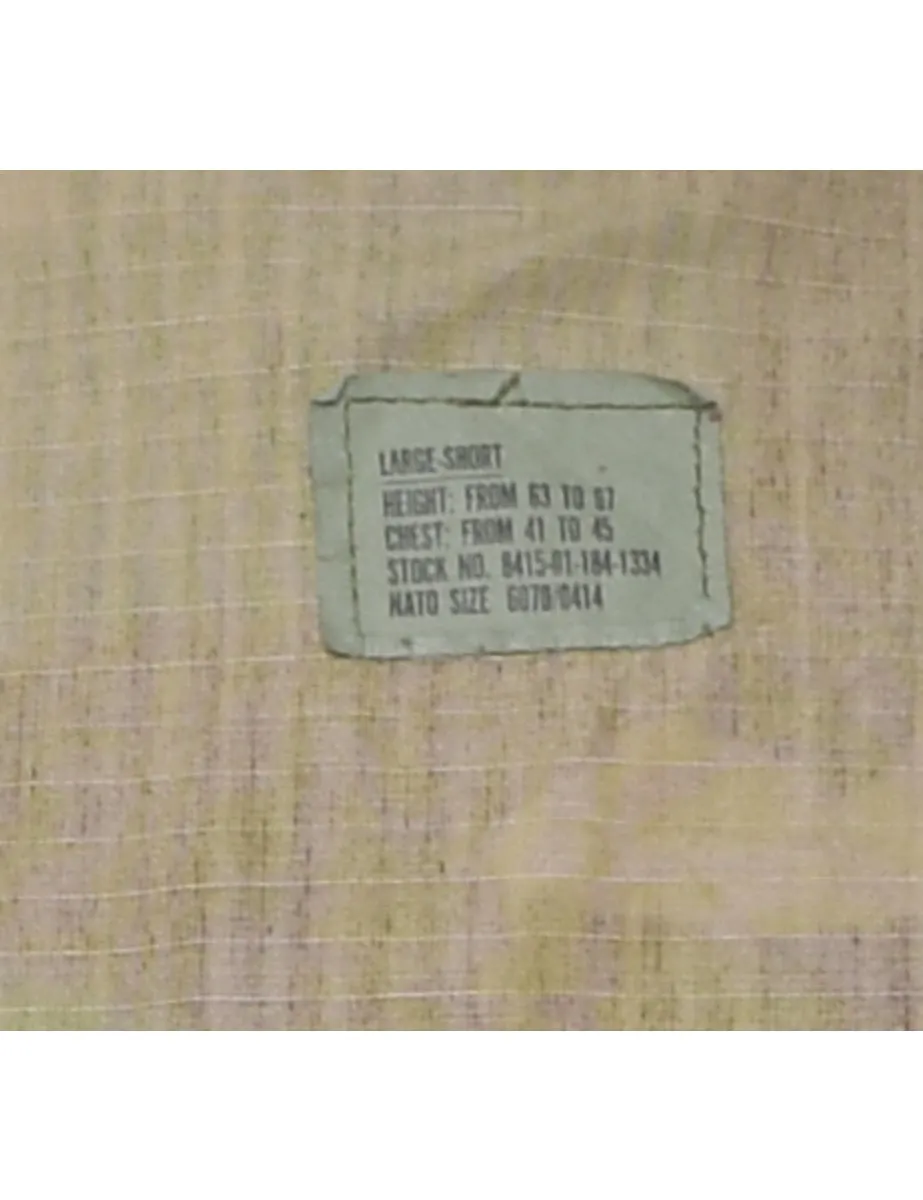 LARGE-SHORT
HEIGHT: FROM 63 TO 67
CHEST: FROM 41 TO 45
STOCK NO. 8415-01-184-1334
NATO SIZE 6070/0414